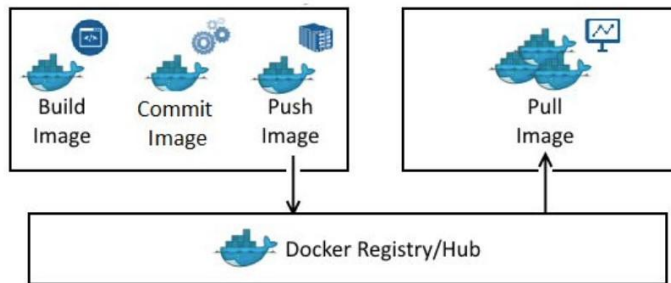 Build
Image
Commit
Image
Push
Image
Pull
Image
Docker Registry/Hub